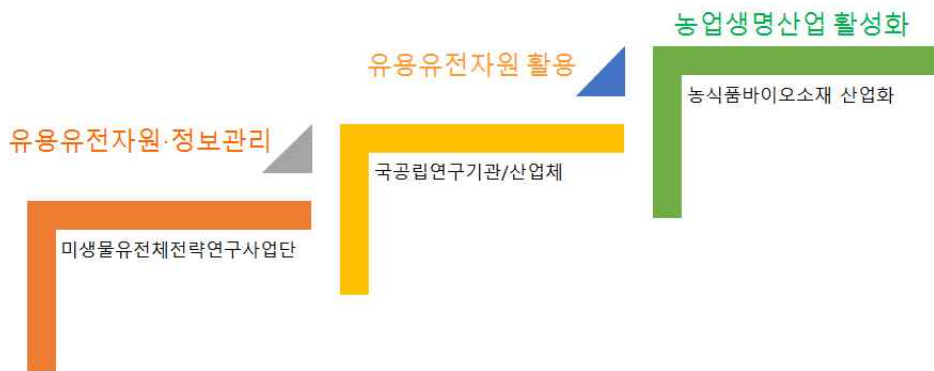 농업생명산업 활성화
농식품바이오소재 산업화
유용유전자원 활용
국공립연구기관/산업체
유용유전자원·정보관리
미생물유전체전략연구사업단